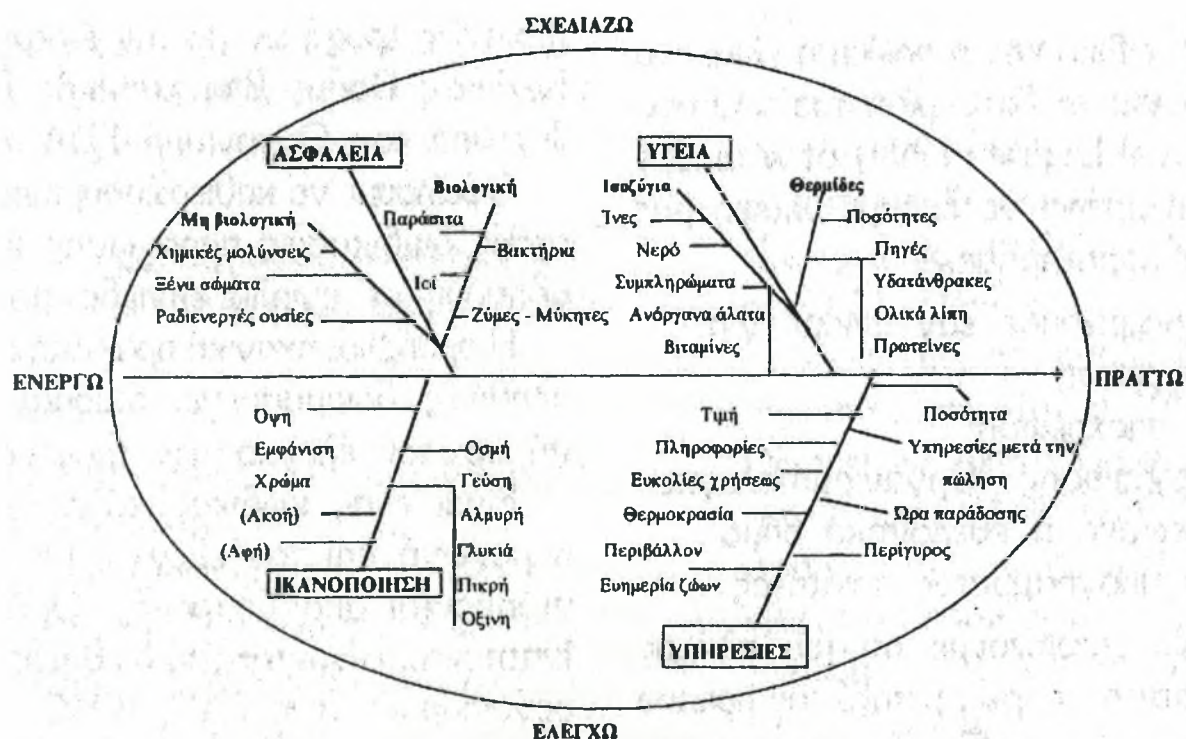 ΣΧΕΔΙΑΖΩ
ΑΣΦΑΛΕΙΑ
Βιολογική
Παράσιτα
Μη βιολογική
Χημικές μολύνσεις
Βακτήρια
Ιοί
Ξένα σώματα
Ραδιενεργές ουσίες
Ζύμες - Μύκητες
ΥΓΕΙΑ
Ισοζύγια
Θερμίδες
Ίνες
Ποσότητες
Νερό
Πηγές
Συμπληρώματα
Υδατάνθρακες
Ανόργανα άλατα
Ολικά λίπη
Βιταμίνες
Πρωτεΐνες
ΕΝΕΡΓΩ
ΠΡΑΤΤΩ
Όψη
Εμφάνιση
Οσμή
Χρώμα
Γεύση
(Ακοή)
Αλμυρή
(Αφή)
Γλυκιά
ΙΚΑΝΟΠΟΙΗΣΗ
Πικρή
Οξινη
Τιμή
Ποσότητα
Πληροφορίες
Υπηρεσίες μετά την
πώληση
Ευκολίες χρήσεως
Θερμοκρασία
Ωρα παράδοσης
Περιβάλλον
Περίγυρος
Ευημερία ζώων
ΥΠΗΡΕΣΙΕΣ
ΕΛΕΓΧΩ